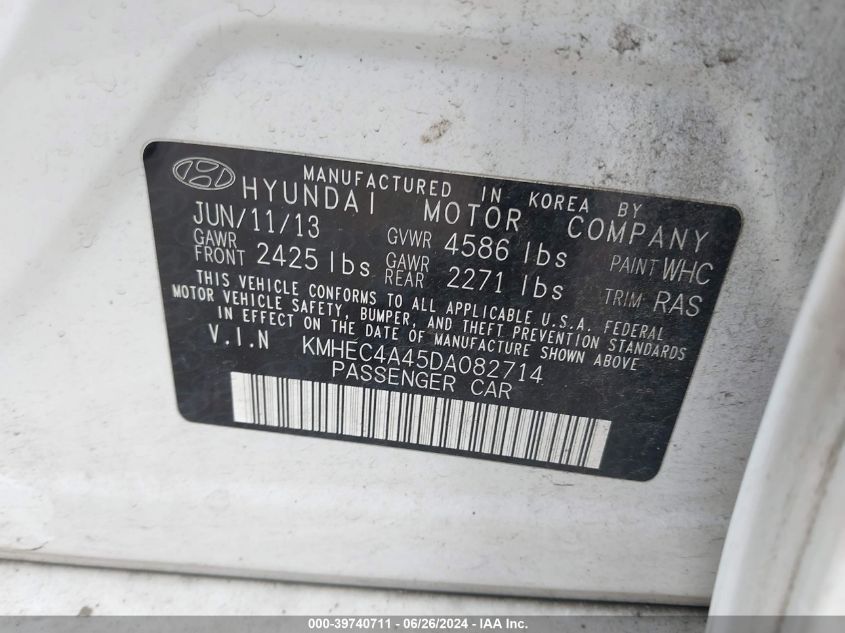 MANUFACTURED IN KOREA BY
HYUNDAI MOTOR COMPANY
JUN/11/13 GVWR 4586 lbs PAINT WHC
GAWR FRONT 2425 lbs GAWR REAR 2271 lbs TRIM RAS
THIS VEHICLE CONFORMS TO ALL APPLICABLE U.S.A. FEDERAL
MOTOR VEHICLE SAFETY, BUMPER, AND THEFT PREVENTION STANDARDS
IN EFFECT ON THE DATE OF MANUFACTURE SHOWN ABOVE
V.I.N KMHEC4A45DA082714
PASSENGER CAR
000-39740711 - 06/26/2024 - IAA Inc.